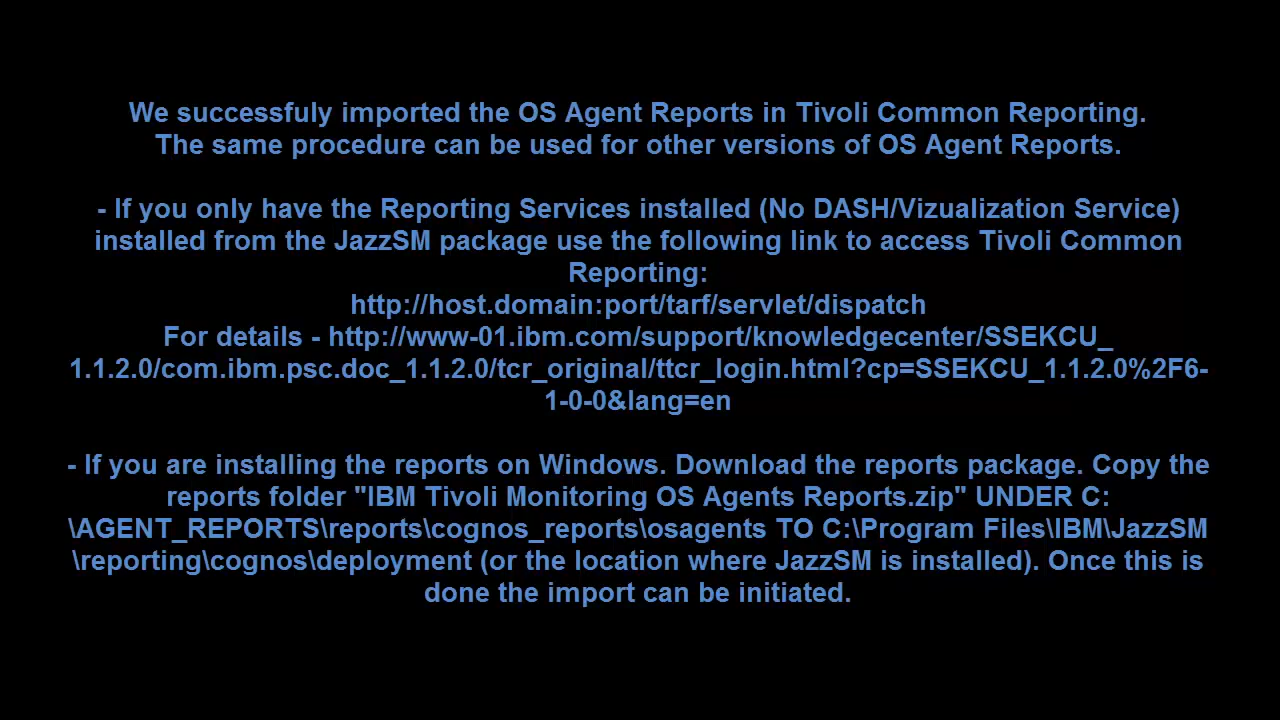 We successfuly imported the OS Agent Reports in Tivoli Common Reporting.
The same procedure can be used for other versions of OS Agent Reports.
- If you only have the Reporting Services installed (No DASH/Vizualization Service)
installed from the JazzSM package use the following link to access Tivoli Common
Reporting:
http://host.domain:port/tarf/servlet/dispatch
For details - http://www-01.ibm.com/support/knowledgecenter/SSEKCU_
1.1.2.0/com.ibm.psc.doc_1.1.2.0/tcr_original/ttcr_login.html?cp=SSEKCU_1.1.2.0%2F6-
1-0-0&lang=en
- If you are installing the reports on Windows. Download the reports package. Copy the
reports folder "IBM Tivoli Monitoring OS Agents Reports.zip" UNDER C:
\AGENT_REPORTS\reports\cognos_reports\osagents TO C:\Program Files\IBM\JazzSM
\reporting\cognos\deployment (or the location where JazzSM is installed). Once this is
done the import can be initiated.